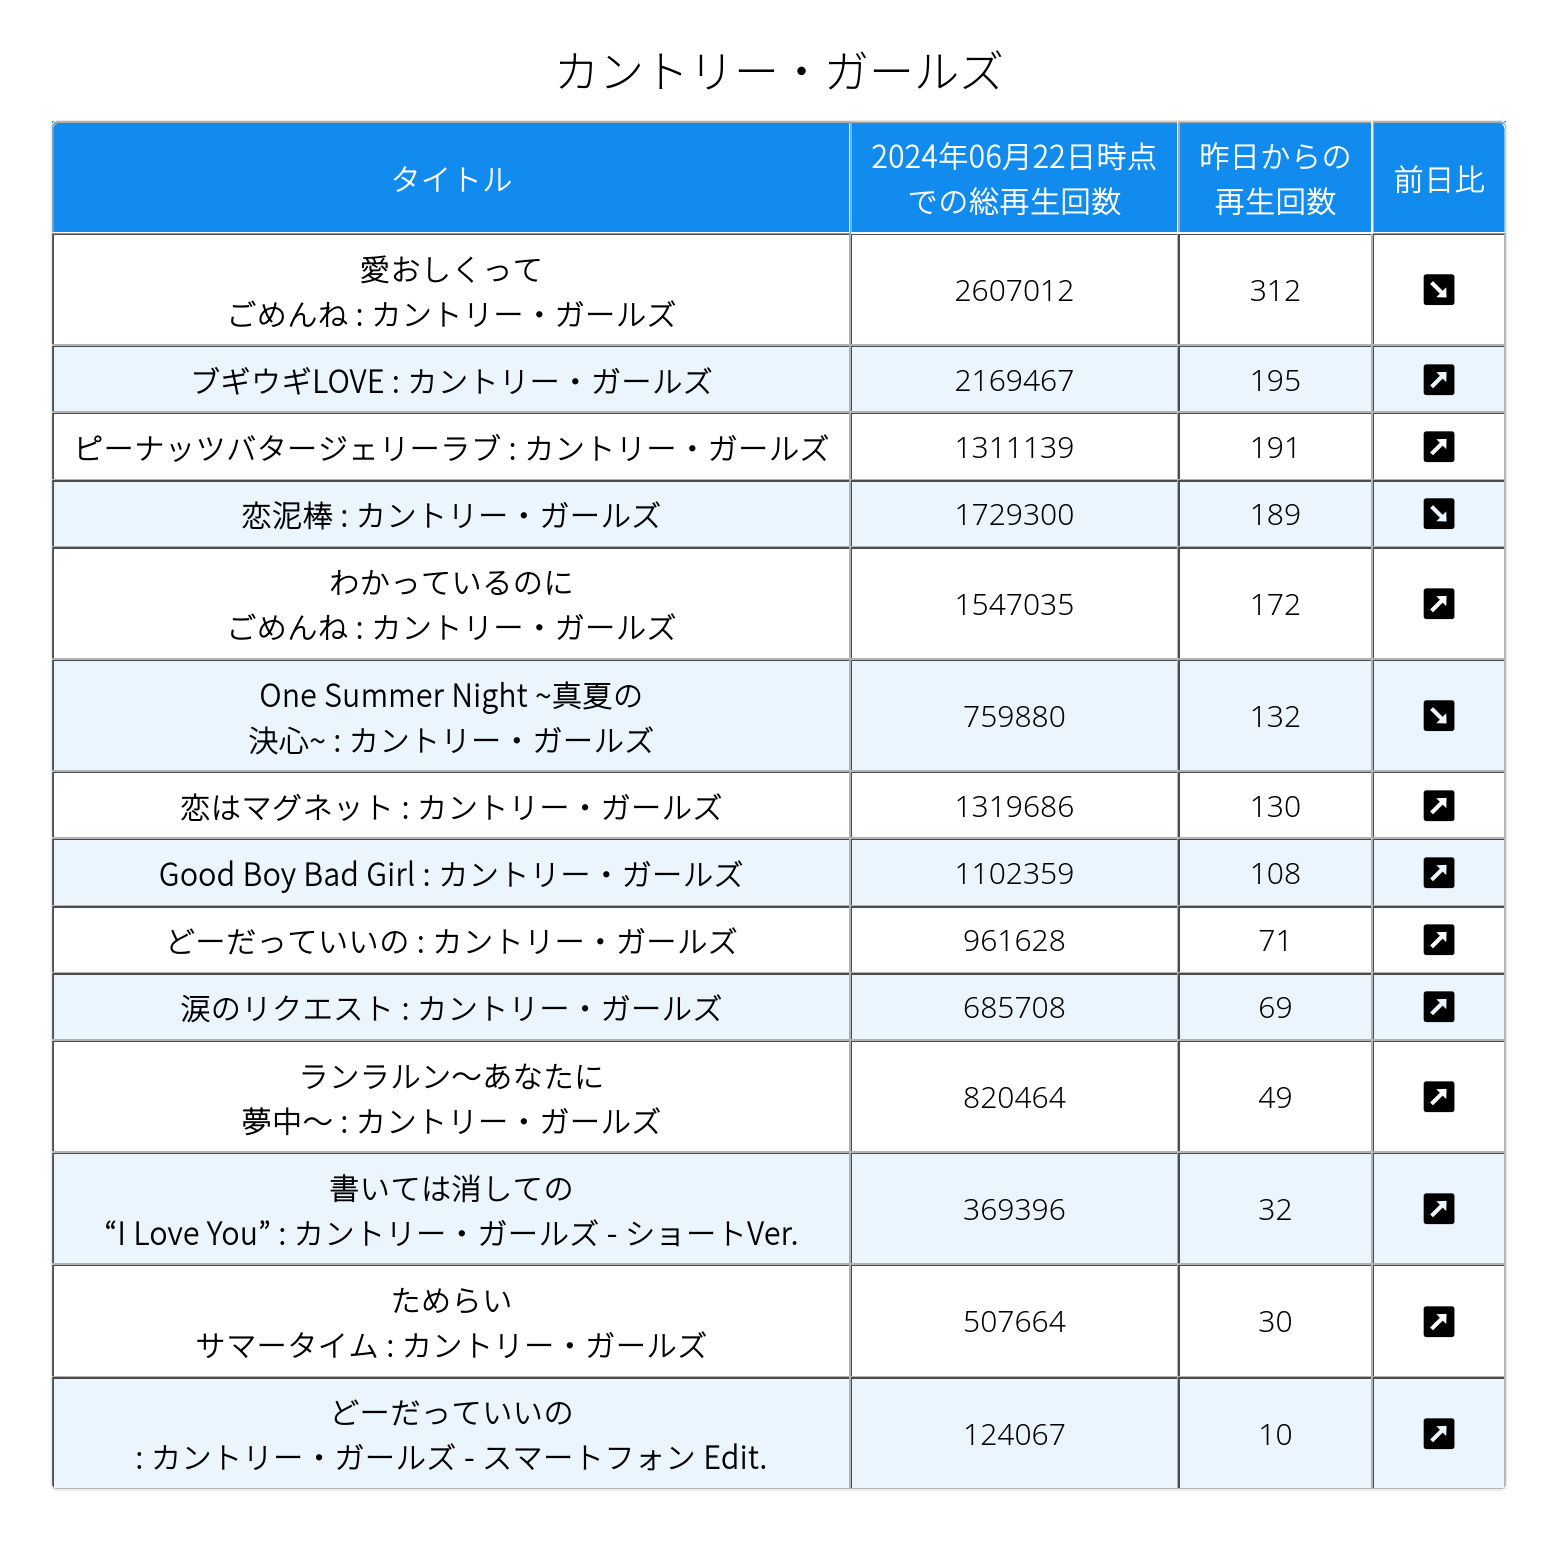 カントリー・ガールズ
タイトル
2024年06月22日時点
での総再生回数
昨日からの
再生回数
前日比
愛おしくって
ごめんね : カントリー・ガールズ
2607012
312
ブギウギLOVE : カントリー・ガールズ
2169467
195
ピーナッツバタージェリーラブ : カントリー・ガールズ
1311139
191
恋泥棒 : カントリー・ガールズ
1729300
189
わかっているのに
ごめんね : カントリー・ガールズ
1547035
172
One Summer Night ~真夏の
決心~ : カントリー・ガールズ
759880
132
恋はマグネット : カントリー・ガールズ
1319686
130
Good Boy Bad Girl : カントリー・ガールズ
1102359
108
どーだっていいの : カントリー・ガールズ
961628
71
涙のリクエスト : カントリー・ガールズ
685708
69
ランラルン～あなたに
夢中～ : カントリー・ガールズ
820464
49
書いては消しての
“I Love You” : カントリー・ガールズ - ショートVer.
369396
32
ためらい
サマータイム : カントリー・ガールズ
507664
30
どーだっていいの
: カントリー・ガールズ - スマートフォン Edit.
124067
10